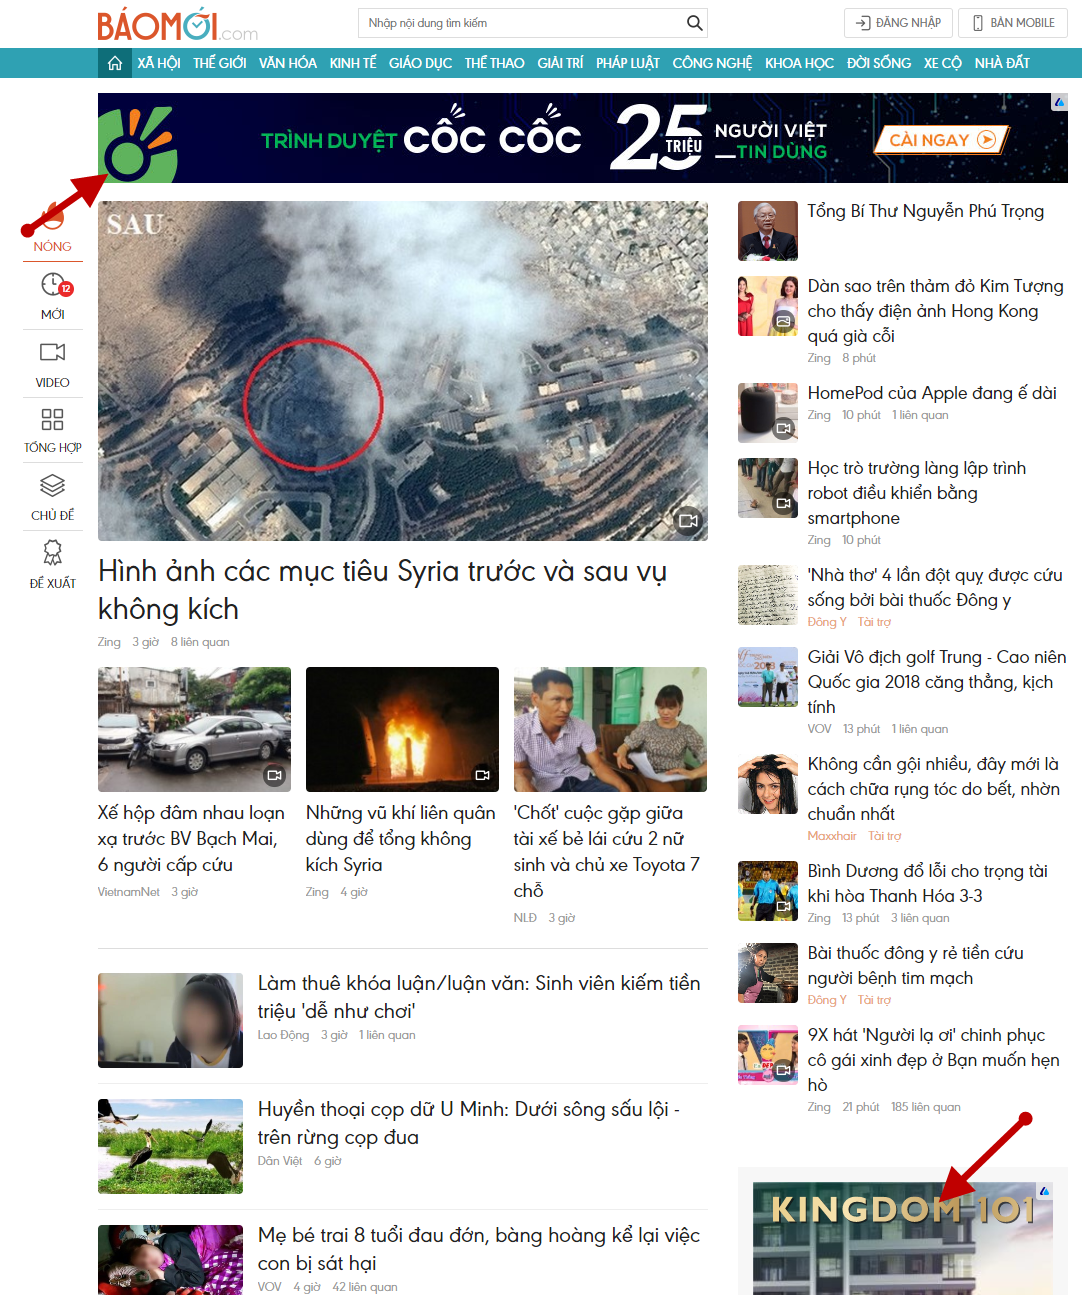 BÁOMỚI.com
Nhập nội dung tìm kiếm
ĐĂNG NHẬP
BẢN MOBILE
XÃ HỘI THẾ GIỚI VĂN HÓA KINH TẾ GIÁO DỤC THỂ THAO GIẢI TRÍ PHÁP LUẬT CÔNG NGHỆ KHOA HỌC ĐỜI SỐNG XE CỘ NHÀ ĐẤT
TRÌNH DUYỆT CỐC CỐC
25 TRIỆU
NGƯỜI VIỆT
TIN DÙNG
CÀI NGAY
NÓNG
12
MỚI
VIDEO
TỔNG HỢP
CHỦ ĐỀ
ĐỀ XUẤT
SAU
Hình ảnh các mục tiêu Syria trước và sau vụ
không kích
Zing 3 giờ 8 liên quan
Xế hộp đâm nhau loạn
xạ trước BV Bạch Mai,
6 người cấp cứu
VietnamNet 3 giờ
Những vũ khí liên quân
dùng để tổng không
kích Syria
Zing 4 giờ
'Chốt' cuộc gặp giữa
tài xế bẻ lái cứu 2 nữ
sinh và chủ xe Toyota 7
chỗ
NLĐ 3 giờ
Làm thuê khóa luận/luận văn: Sinh viên kiếm tiền
triệu 'dễ như chơi'
Lao Động 3 giờ 1 liên quan
Huyền thoại cọp dữ U Minh: Dưới sông sấu lội -
trên rừng cọp đua
Dân Việt 6 giờ
Mẹ bé trai 8 tuổi đau đớn, bàng hoàng kể lại việc
con bị sát hại
VOV 4 giờ 42 liên quan
Tổng Bí Thư Nguyễn Phú Trọng
Dàn sao trên thảm đỏ Kim Tượng
cho thấy điện ảnh Hong Kong
quá già cỗi
Zing 8 phút
HomePod của Apple đang ế dài
Zing 10 phút 1 liên quan
Học trò trường làng lập trình
robot điều khiển bằng
smartphone
Zing 10 phút
'Nhà thơ' 4 lần đột quỵ được cứu
sống bởi bài thuốc Đông y
Đông Y Tài trợ
Giải Vô địch golf Trung - Cao niên
Quốc gia 2018 căng thẳng, kịch
tính
VOV 13 phút 1 liên quan
Không cần gội nhiều, đây mới là
cách chữa rụng tóc do bết, nhờn
chuẩn nhất
Maxxhair Tài trợ
Bình Dương đổ lỗi cho trọng tài
khi hòa Thanh Hóa 3-3
Zing 13 phút 3 liên quan
Bài thuốc đông y rẻ tiền cứu
người bệnh tim mạch
Đông Y Tài trợ
9X hát 'Người lạ ơi' chinh phục
cô gái xinh đẹp ở Bạn muốn hẹn
hò
Zing 21 phút 185 liên quan
KINGDOM 101